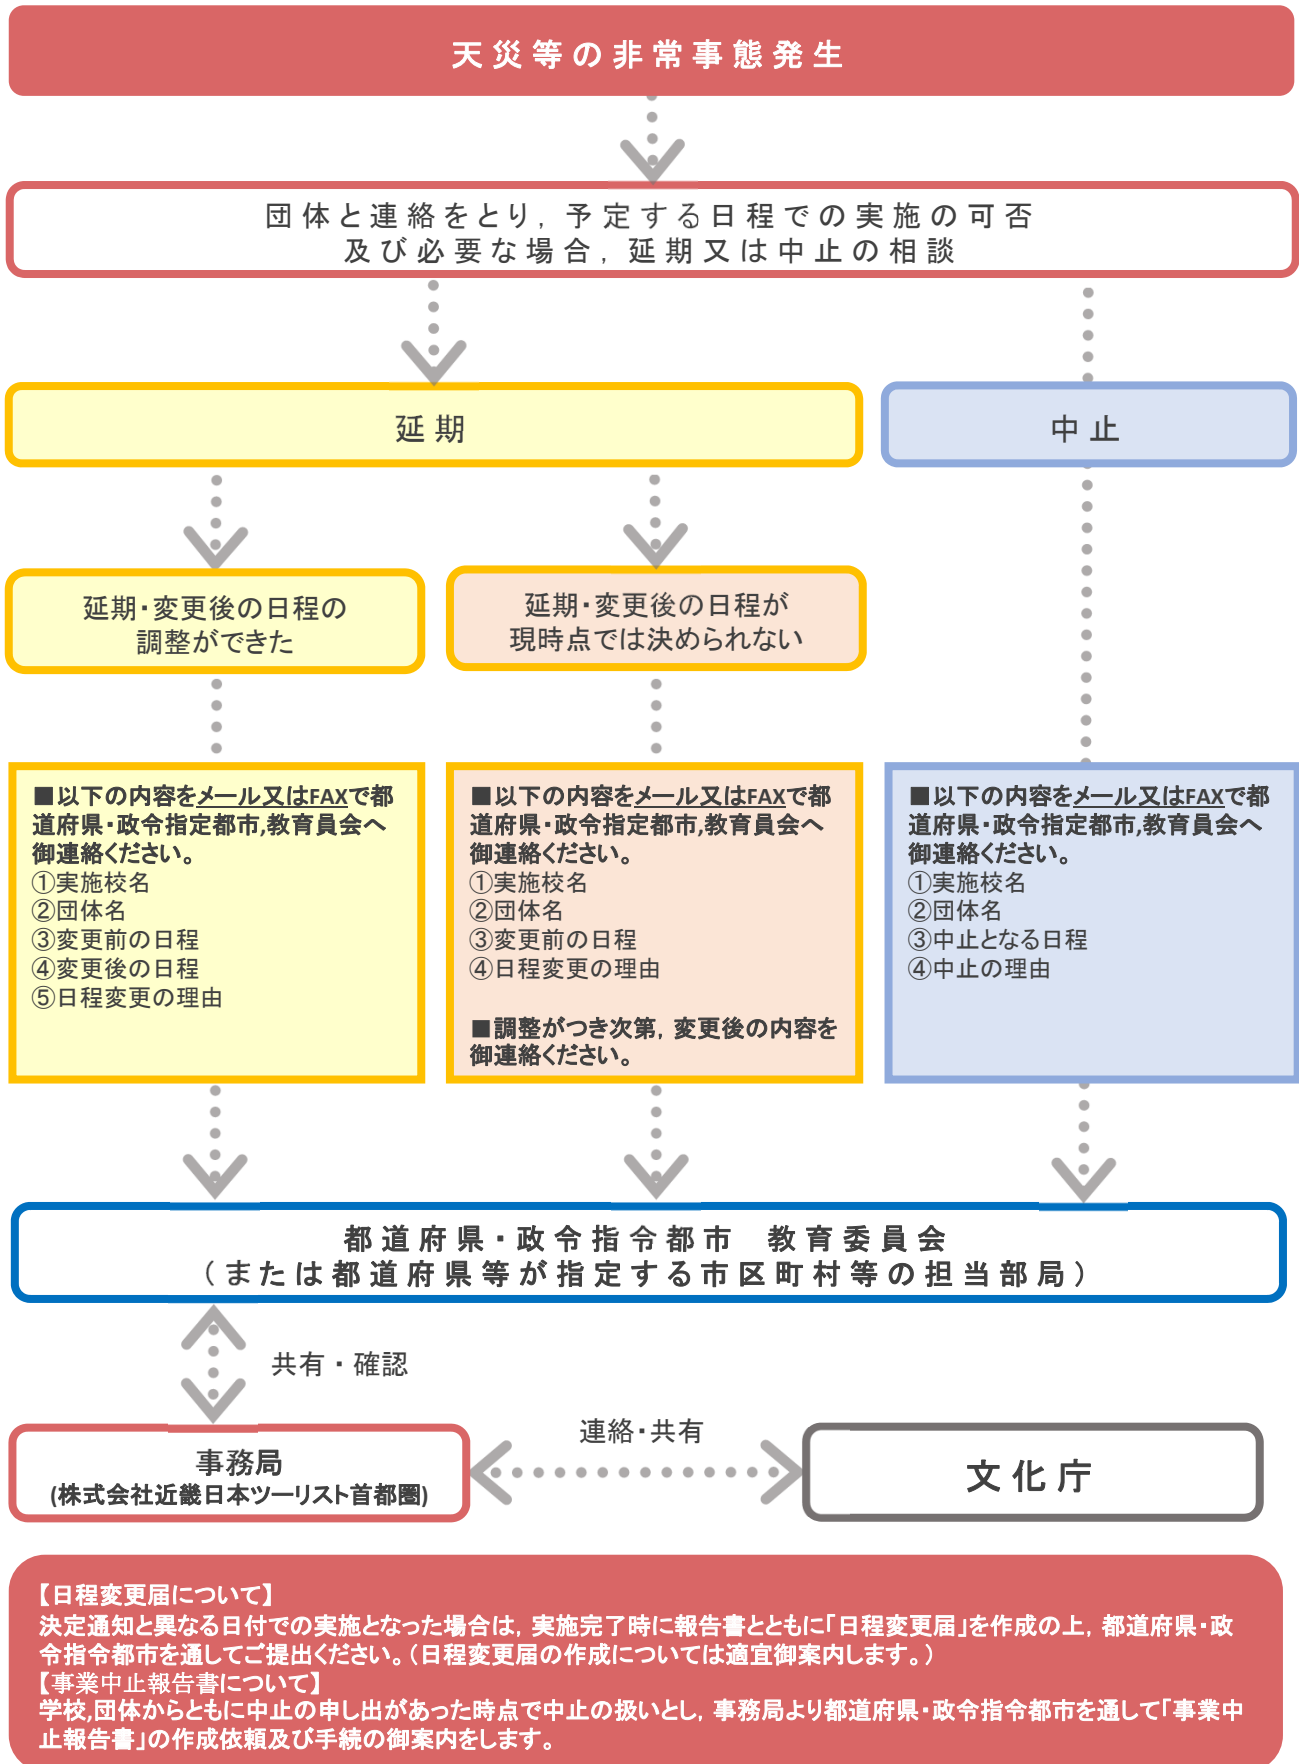 天災等の非常事態発生
団体と連絡をとり，予定する日程での実施の可否
及び必要な場合，延期又は中止の相談
延期
中止
延期・変更後の日程の
調整ができた
延期・変更後の日程が
現時点では決められない
■以下の内容をメール又はFAXで都
道府県・政令指定都市,教育員会へ
御連絡ください。
①実施校名
②団体名
③変更前の日程
④変更後の日程
⑤日程変更の理由
■以下の内容をメール又はFAXで都
道府県・政令指定都市,教育員会へ
御連絡ください。
①実施校名
②団体名
③変更前の日程
④日程変更の理由
■調整がつき次第，変更後の内容を
御連絡ください。
■以下の内容をメール又はFAXで都
道府県・政令指定都市,教育員会へ
御連絡ください。
①実施校名
②団体名
③中止となる日程
④中止の理由
都道府県・政令指令都市　教育委員会
（または都道府県等が指定する市区町村等の担当部局）
共有・確認
事務局
(株式会社近畿日本ツーリスト首都圏)
連絡・共有
文化庁
【日程変更届について】
決定通知と異なる日付での実施となった場合は，実施完了時に報告書とともに「日程変更届」を作成の上，都道府県・政
令指令都市を通してご提出ください。（日程変更届の作成については適宜御案内します。）
【事業中止報告書について】
学校,団体からともに中止の申し出があった時点で中止の扱いとし，事務局より都道府県・政令指令都市を通して「事業中
止報告書」の作成依頼及び手続の御案内をします。